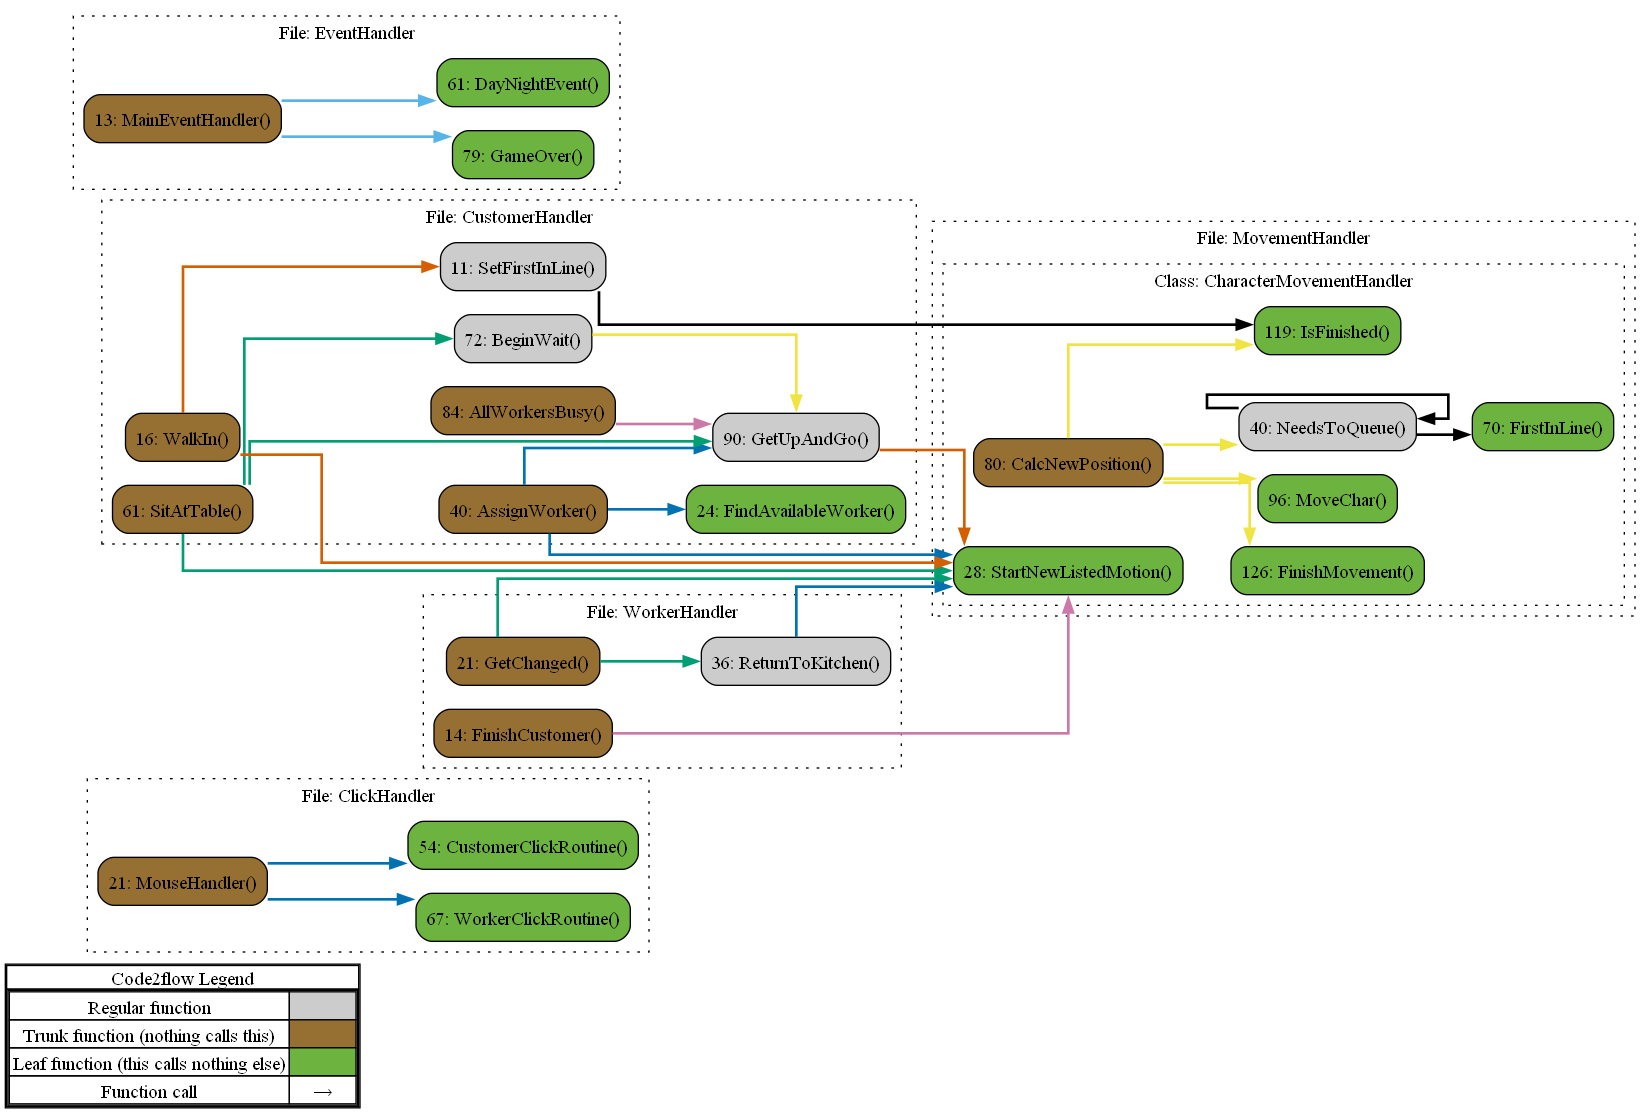 File: EventHandler
61: DayNightEvent()
13: MainEventHandler()
79: GameOver()
File: CustomerHandler
11: SetFirstInLine()
72: BeginWait()
84: AllWorkersBusy()
16: WalkIn()
90: GetUpAndGo()
61: SitAtTable()
40: AssignWorker()
24: FindAvailableWorker()
File: MovementHandler
Class: CharacterMovementHandler
119: IsFinished()
40: NeedsToQueue()
70: FirstInLine()
80: CalcNewPosition()
96: MoveChar()
28: StartNewListedMotion()
126: FinishMovement()
File: WorkerHandler
21: GetChanged()
36: ReturnToKitchen()
14: FinishCustomer()
File: ClickHandler
54: CustomerClickRoutine()
21: MouseHandler()
67: WorkerClickRoutine()
Code2flow Legend
Regular function
Trunk function (nothing calls this)
Leaf function (this calls nothing else)
Function call →